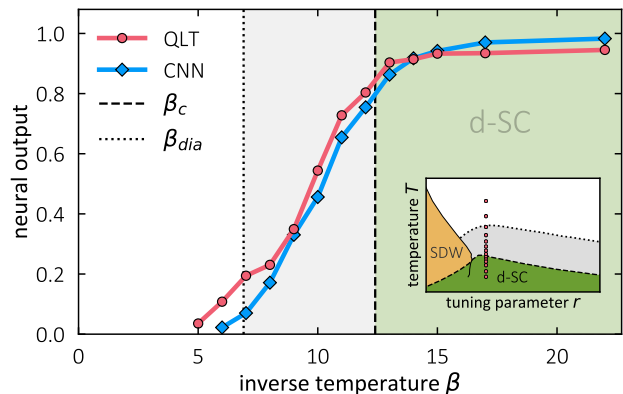 1.0
0.8
0.6
0.4
0.2
0.0
neural output
QLT
CNN
β_c
β_dia
d-SC
temperature T
SDW
d-SC
tuning parameter r
0 5 10 15 20
inverse temperature β